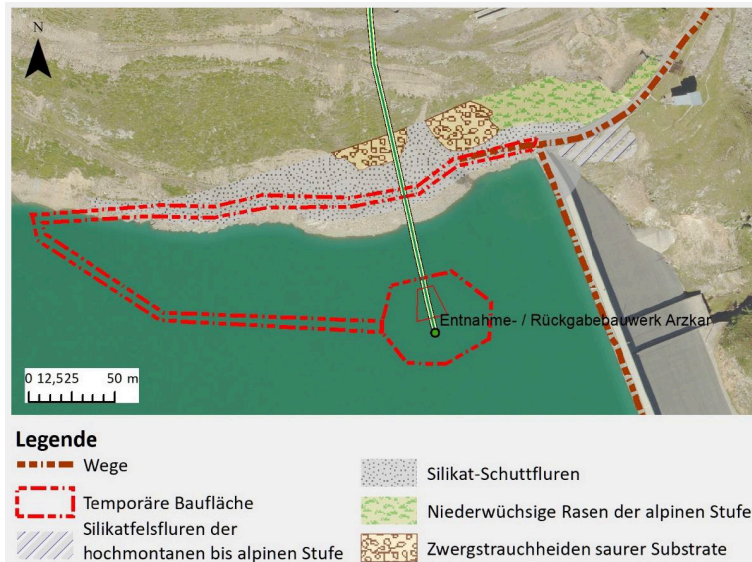 N
Entnahme- / Rückgabebauwerk Arzkar
0 12,525 50 m
Legende
Wege
Temporäre Baufläche
Silikatfelsfluren der
hochmontanen bis alpinen Stufe
Silikat-Schuttfluren
Niederwüchsige Rasen der alpinen Stufe
Zwergstrauchheiden saurer Substrate